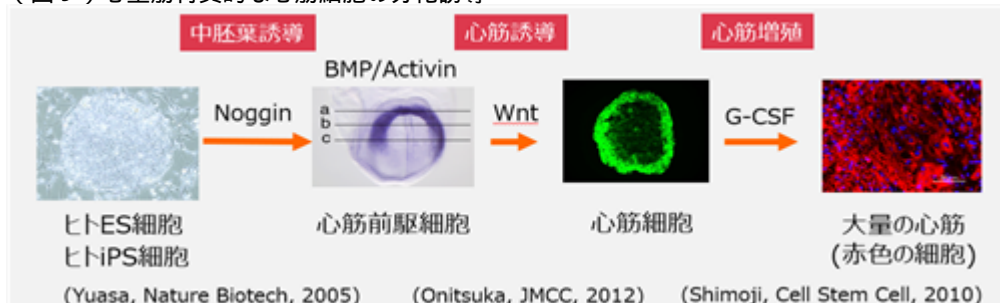 中胚葉誘導 心筋誘導 心筋増殖
BMP/Activin
Noggin Wnt G-CSF
a
b
c
ヒトES細胞 心筋前駆細胞 心筋細胞 大量の心筋
ヒトiPS細胞 (赤色の細胞)
(Yuasa, Nature Biotech, 2005) (Onitsuka, JMCC, 2012) (Shimoji, Cell Stem Cell, 2010)